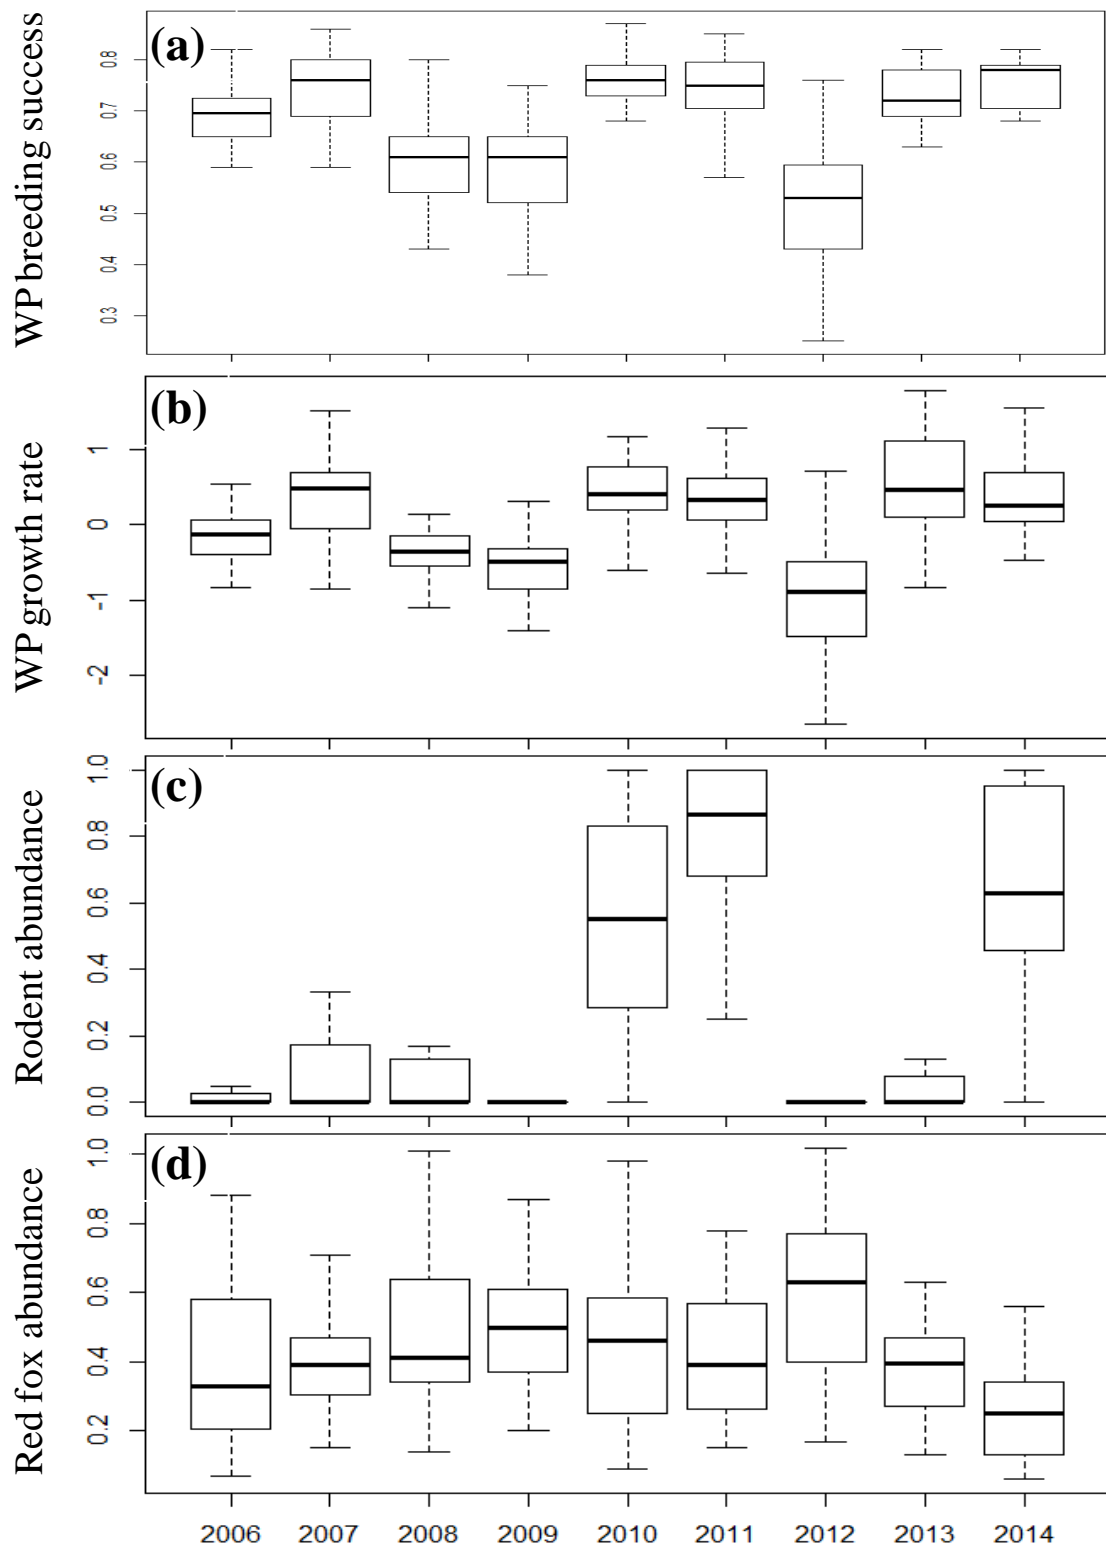 (a)
WP breeding success
0.8
0.7
0.6
0.5
0.4
0.3
(b)
WP growth rate
1
0
-1
-2
(c)
Rodent abundance
1.0
0.8
0.6
0.4
0.2
0.0
(d)
Red fox abundance
1.0
0.8
0.6
0.4
0.2
2006 2007 2008 2009 2010 2011 2012 2013 2014